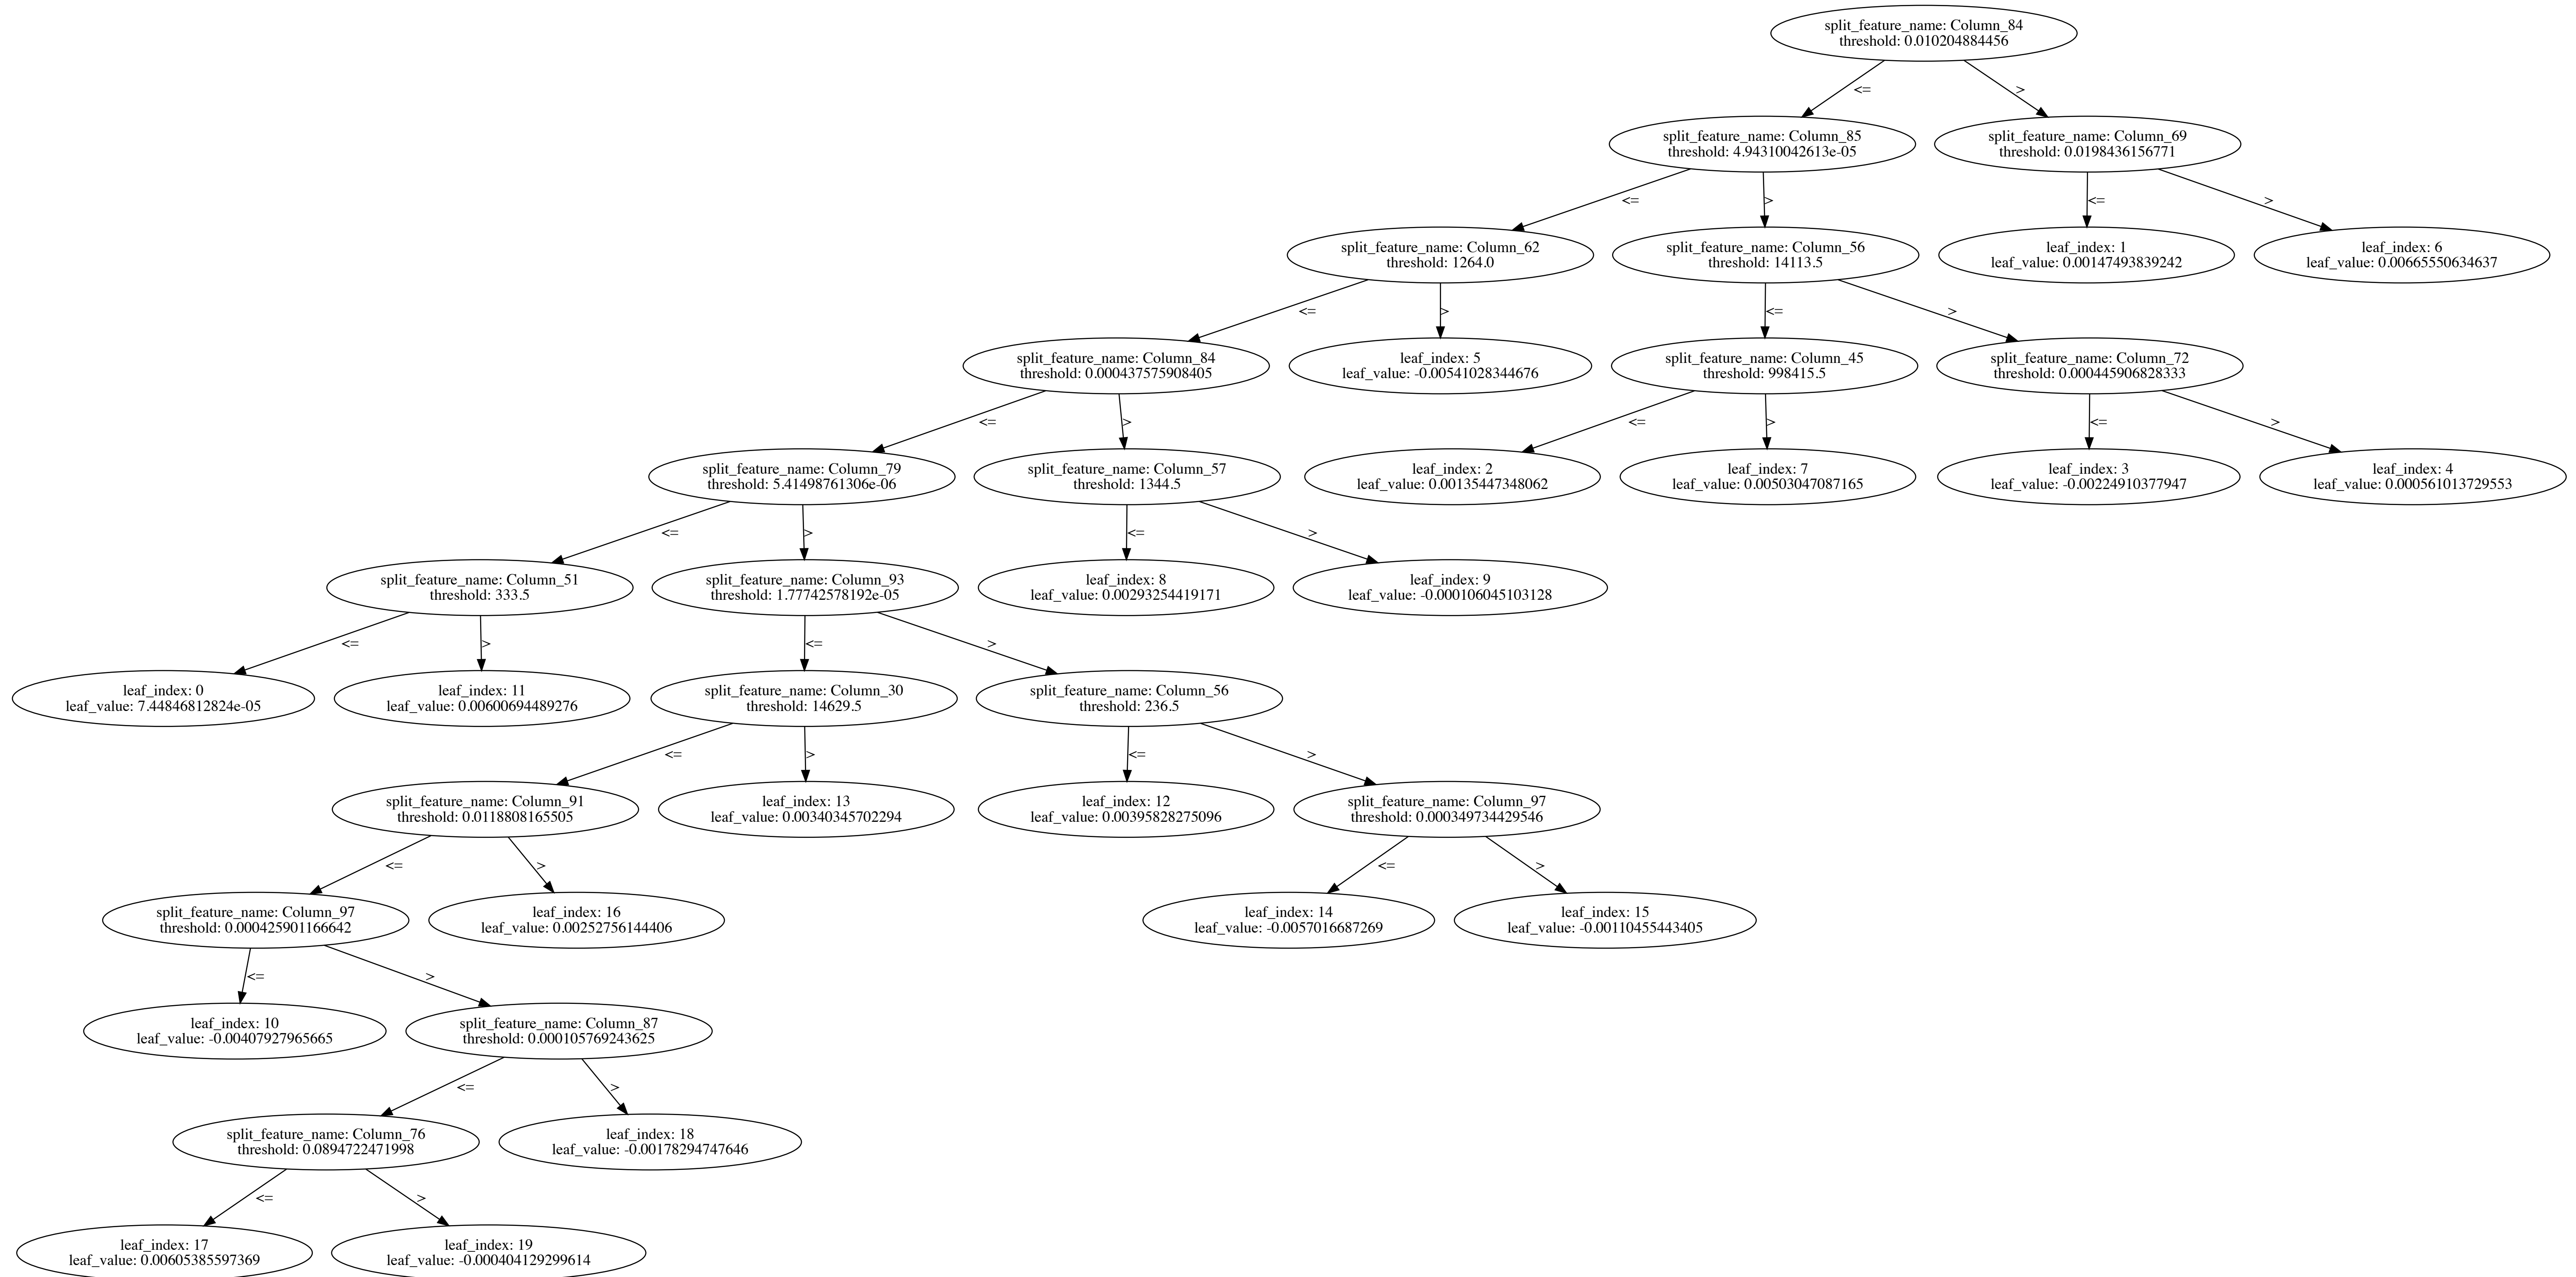 split_feature_name: Column_84
threshold: 0.010204884456
<=
>
split_feature_name: Column_85
threshold: 4.94310042613e-05
split_feature_name: Column_69
threshold: 0.0198436156771
<=
>
<=
>
split_feature_name: Column_62
threshold: 1264.0
split_feature_name: Column_56
threshold: 14113.5
leaf_index: 1
leaf_value: 0.00147493839242
leaf_index: 6
leaf_value: 0.00665550634637
<=
>
<=
>
split_feature_name: Column_84
threshold: 0.000437575908405
leaf_index: 5
leaf_value: -0.00541028344676
split_feature_name: Column_45
threshold: 998415.5
split_feature_name: Column_72
threshold: 0.000445906828333
<=
>
<=
>
<=
>
split_feature_name: Column_79
threshold: 5.41498761306e-06
split_feature_name: Column_57
threshold: 1344.5
leaf_index: 2
leaf_value: 0.00135447348062
leaf_index: 7
leaf_value: 0.00503047087165
leaf_index: 3
leaf_value: -0.00224910377947
leaf_index: 4
leaf_value: 0.000561013729553
<=
>
<=
>
split_feature_name: Column_51
threshold: 333.5
split_feature_name: Column_93
threshold: 1.77742578192e-05
leaf_index: 8
leaf_value: 0.00293254419171
leaf_index: 9
leaf_value: -0.000106045103128
<=
>
<=
>
leaf_index: 0
leaf_value: 7.44846812824e-05
leaf_index: 11
leaf_value: 0.00600694489276
split_feature_name: Column_30
threshold: 14629.5
split_feature_name: Column_56
threshold: 236.5
<=
>
<=
>
split_feature_name: Column_91
threshold: 0.0118808165505
leaf_index: 13
leaf_value: 0.00340345702294
leaf_index: 12
leaf_value: 0.00395828275096
split_feature_name: Column_97
threshold: 0.000349734429546
<=
>
<=
>
split_feature_name: Column_97
threshold: 0.000425901166642
leaf_index: 16
leaf_value: 0.00252756144406
leaf_index: 14
leaf_value: -0.0057016687269
leaf_index: 15
leaf_value: -0.00110455443405
<=
>
leaf_index: 10
leaf_value: -0.00407927965665
split_feature_name: Column_87
threshold: 0.000105769243625
<=
>
split_feature_name: Column_76
threshold: 0.0894722471998
leaf_index: 18
leaf_value: -0.00178294747646
<=
>
leaf_index: 17
leaf_value: 0.00605385597369
leaf_index: 19
leaf_value: -0.000404129299614